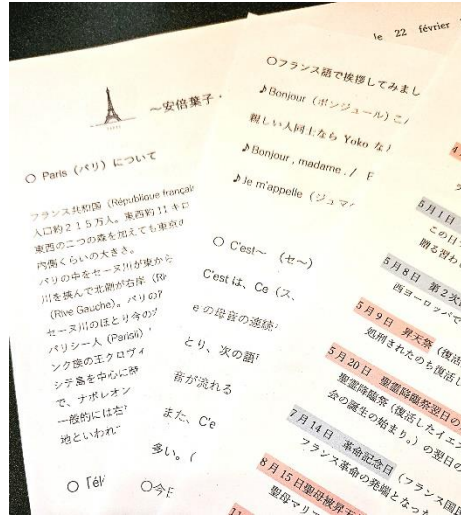 ～安倍葉子・
○ Paris（パリ）について
フランス共和国（République françai
人口約２１５万人。東西約11キロ
東西の二つの森を加えても東京の
内側くらいの大きさ。
パリの中をセーヌ川が東から
川を挟んで北側が右岸（Ri
（Rive Gauche）。パリの
セーヌ川のほとり今の
パリシー人（Parisii）
ンク族の王クロヴィ
シテ島を中心に
で、ナポレオン
一般的には右
地といわれ
le 22 février
○フランス語で挨拶してみまし
♪Bonjour（ボンジュール）こ
親しい人同士なら Yoko な
♪Bonjour , madame . /
♪Je m'appelle（ジュマ
○ C'est～ （セ～）
C'est は、Ce（ス、
e の母音の連続
とり、次の語
音が流れる
また、C'e
多い。（
○今
5月1日
この日
贈る習わ
5月8日 第2次
西ヨーロッパで
5月9日 昇天祭（復活
処刑されたのち復活し
5月20日 聖霊降臨祭翌日の
聖霊降臨祭（復活したイエ
会の誕生の始まり。）の翌日の
7月14日 革命記念日（フランス国
フランス革命の発端となった
8月15日聖母被昇天
聖母マリ